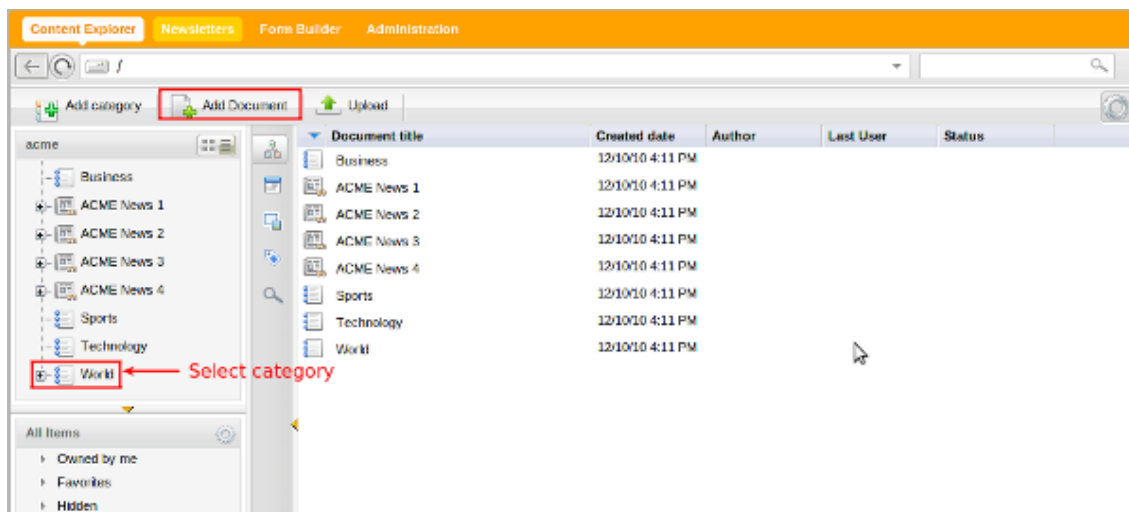 Content Explorer Newsletters Form Builder Administration
/
Add category Add Document Upload
acme
Business
ACME News 1
ACME News 2
ACME News 3
ACME News 4
Sports
Technology
World
Select category
All Items
Owned by me
Favorites
Hidden
Document title Created date Author Last User Status
Business 12/10/10 4:11 PM
ACME News 1 12/10/10 4:11 PM
ACME News 2 12/10/10 4:11 PM
ACME News 3 12/10/10 4:11 PM
ACME News 4 12/10/10 4:11 PM
Sports 12/10/10 4:11 PM
Technology 12/10/10 4:11 PM
World 12/10/10 4:11 PM